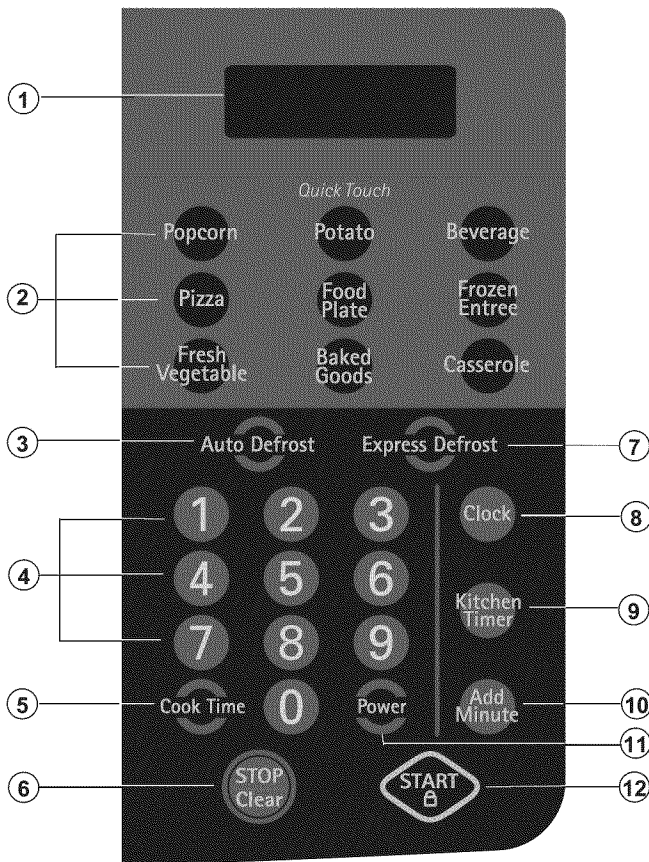 1
Quick Touch
Popcorn Potato Beverage
2 Pizza Food Plate Frozen Entree
Fresh Vegetable Baked Goods Casserole
3 Auto Defrost Express Defrost 7
1 2 3 Clock 8
4 4 5 6 Kitchen Timer 9
7 8 9
5 Cook Time 0 Power Add Minute 10
11
6 STOP Clear START 12